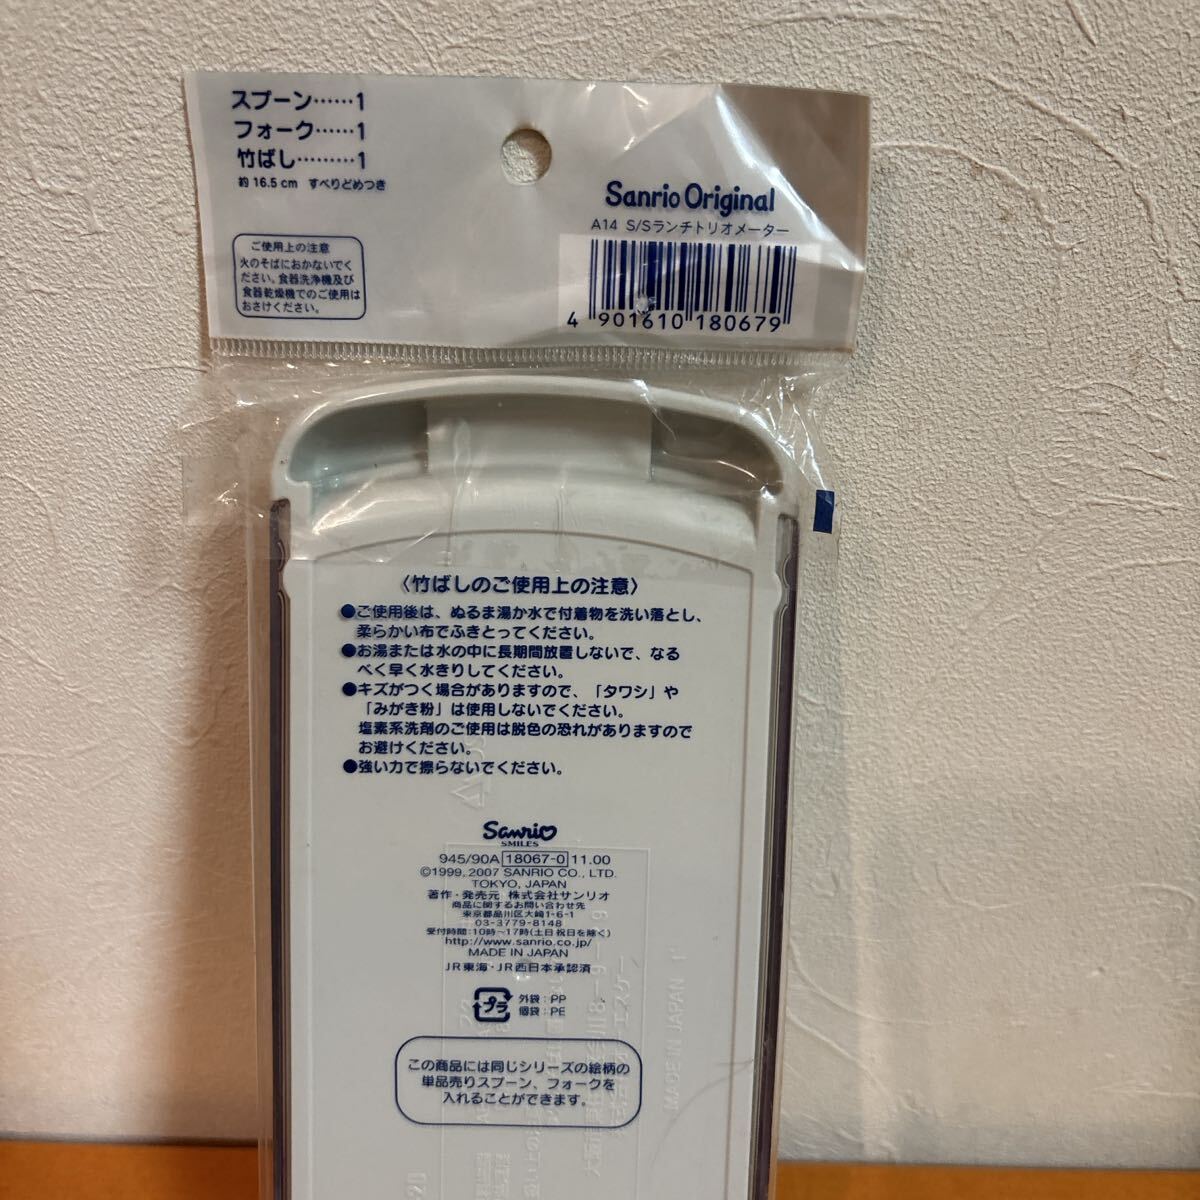 スプーン……1
フォーク……1
竹ばし………1
約16.5cm すべりどめつき
ご使用上の注意
火のそばにおかないでく
ださい。食器洗浄機及び
食器乾燥機でのご使用は
おさけください。
Sanrio Original
A14 S/Sランチトリオメーター
4 901610 180679
〈竹ばしのご使用上の注意〉
●ご使用後は、ぬるま湯か水で付着物を洗い落とし、
柔らかい布でふきとってください。
●お湯または水の中に長期間放置しないで、なる
べく早く水きりしてください。
●キズがつく場合がありますので、「タワシ」や
「みがき粉」は使用しないでください。
塩素系洗剤のご使用は脱色の恐れがありますので
お避けください。
●強い力で擦らないでください。
Sanrio
SMILES
945/90A 18067-0 11.00
©1999, 2007 SANRIO CO., LTD.
TOKYO, JAPAN
著作・発売元 株式会社サンリオ
商品に関するお問い合わせ先
東京都品川区大崎1-6-1
03-3779-8148
受付時間:10時〜17時(土日祝日を除く)
http://www.sanrio.co.jp/
MADE IN JAPAN
JR東海・JR西日本承認済
プラ
外袋:PP
個袋:PE
この商品には同じシリーズの絵柄の
単品売りスプーン、フォークを
入れることができます。
MADE IN JAPAN